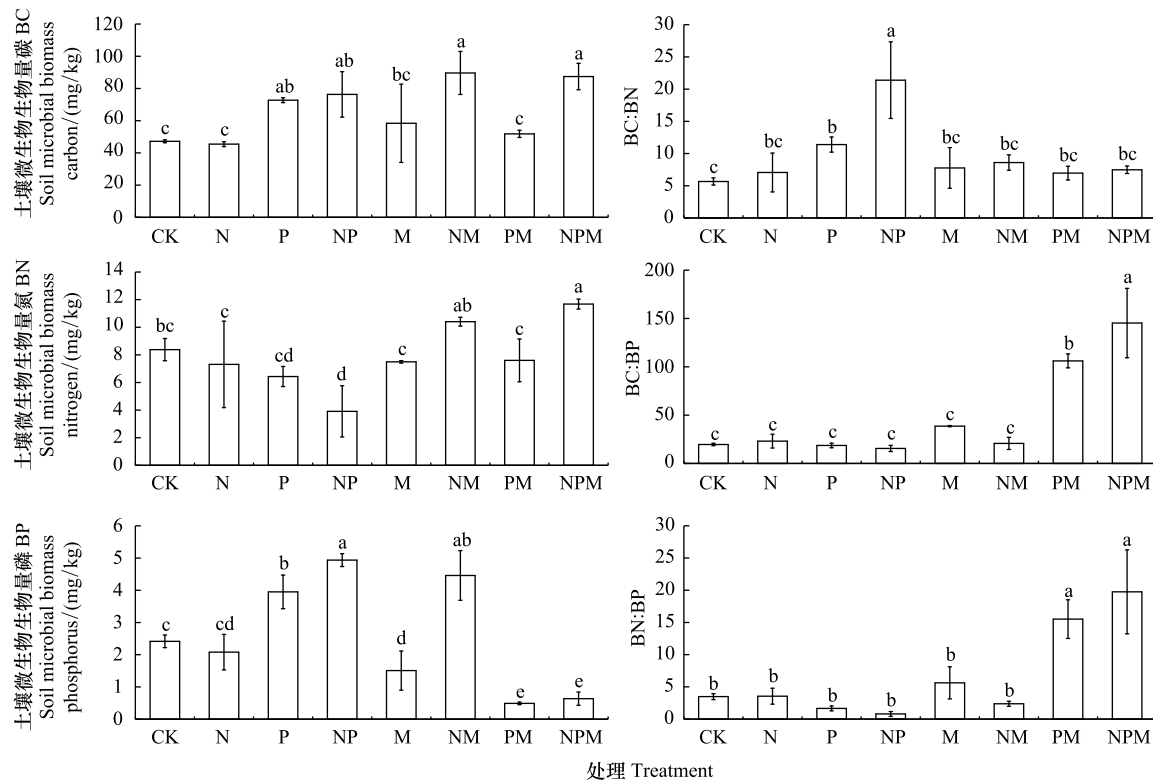 土壤微生物生物量碳 BC
Soil microbial biomass
carbon/(mg/kg)
120
100
80
60
40
20
0
c c ab ab bc a c a
CK N P NP M NM PM NPM
BC:BN
30
25
20
15
10
5
0
c bc b a bc bc bc bc
CK N P NP M NM PM NPM
土壤微生物生物量氮 BN
Soil microbial biomass
nitrogen/(mg/kg)
14
12
10
8
6
4
2
0
bc c cd d c ab c a
CK N P NP M NM PM NPM
BC:BP
200
150
100
50
0
c c c c c c b a
CK N P NP M NM PM NPM
土壤微生物生物量磷 BP
Soil microbial biomass
phosphorus/(mg/kg)
6
5
4
3
2
1
0
c cd b a d ab e e
CK N P NP M NM PM NPM
BN:BP
30
25
20
15
10
5
0
b b b b b b a a
CK N P NP M NM PM NPM
处理 Treatment